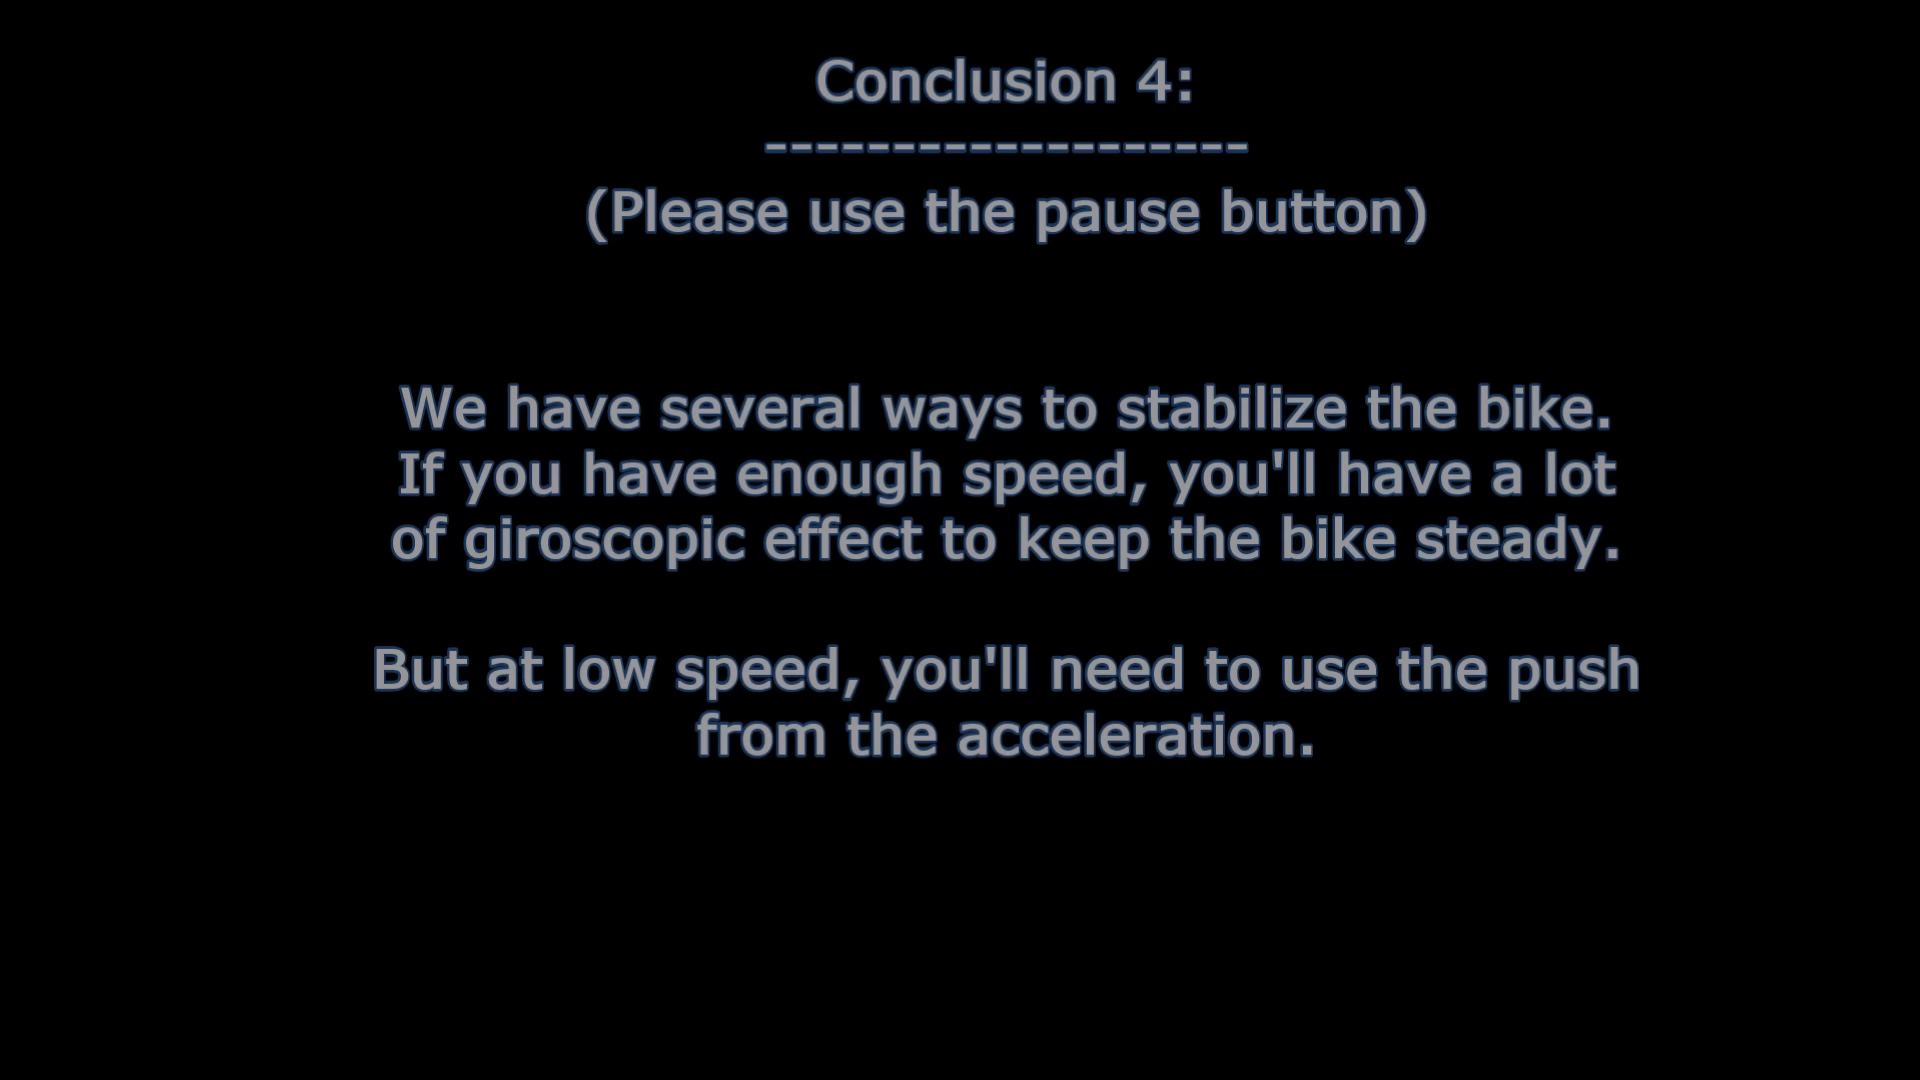 Conclusion 4:
-------------------
(Please use the pause button)
We have several ways to stabilize the bike.
If you have enough speed, you'll have a lot
of giroscopic effect to keep the bike steady.
But at low speed, you'll need to use the push
from the acceleration.